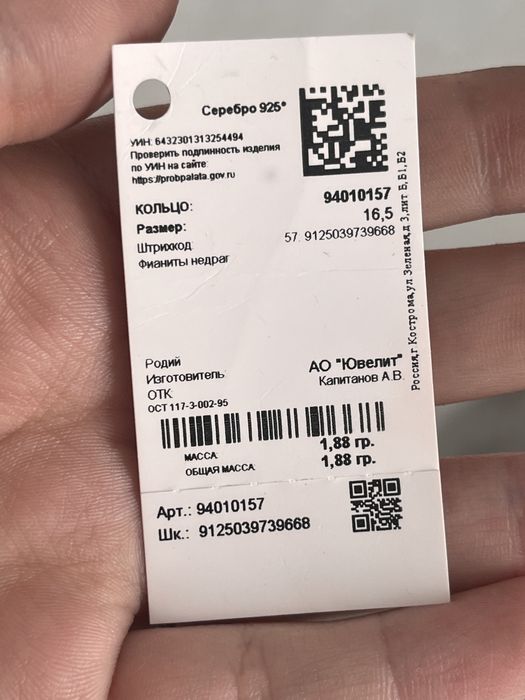 Серебро 925*
УИН: 6432301313254494
Проверить подлинность изделия
по УИН на сайте:
https://probpalata.gov.ru
КОЛЬЦО: 94010157
Размер: 16,5
Штрихкод: 57. 9125039739668
Фианиты недраг
Родий
Изготовитель: АО "Ювелит"
ОТК: Капитанов А.В.
ОСТ 117-3-002-95
МАССА: 1,88 гр.
ОБЩАЯ МАССА: 1,88 гр.
Арт.: 94010157
Шк.: 9125039739668
Россия,г.Кострома,ул Зеленая,д 3,лит Б,Б1,Б2